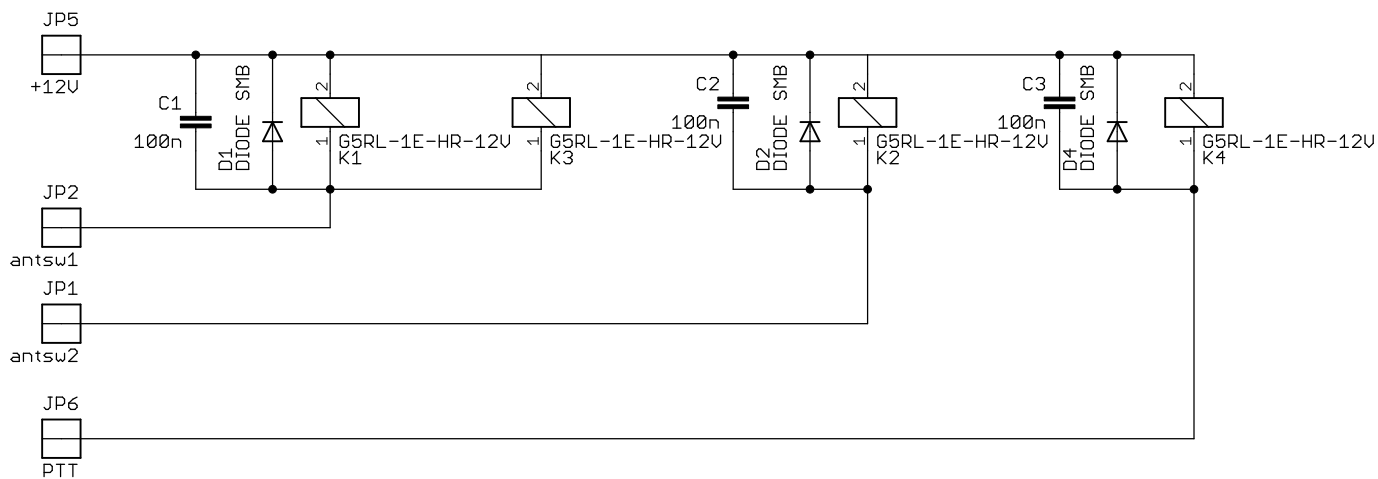 JP5
+12V
C1
100n
D1
DIODE SMB
2
1
G5RL-1E-HR-12V
K1
2
1
G5RL-1E-HR-12V
K3
C2
100n
D2
DIODE SMB
2
1
G5RL-1E-HR-12V
K2
C3
100n
D4
DIODE SMB
2
1
G5RL-1E-HR-12V
K4
JP2
antsw1
JP1
antsw2
JP6
PTT